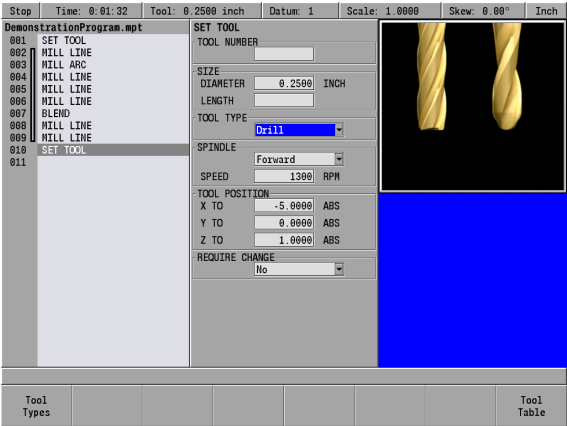 Stop Time: 0:01:32 Tool: 0.2500 inch Datum: 1 Scale: 1.0000 Skew: 0.00° Inch
DemonstrationProgram.mpt
001 SET TOOL
002 MILL LINE
003 MILL ARC
004 MILL LINE
005 MILL LINE
006 MILL LINE
007 BLEND
008 MILL LINE
009 MILL LINE
010 SET TOOL
011
SET TOOL
TOOL NUMBER
SIZE
DIAMETER 0.2500 INCH
LENGTH
TOOL TYPE
Drill
SPINDLE
Forward
SPEED 1300 RPM
TOOL POSITION
X TO -5.0000 ABS
Y TO 0.0000 ABS
Z TO 1.0000 ABS
REQUIRE CHANGE
No
Tool
Types
Tool
Table